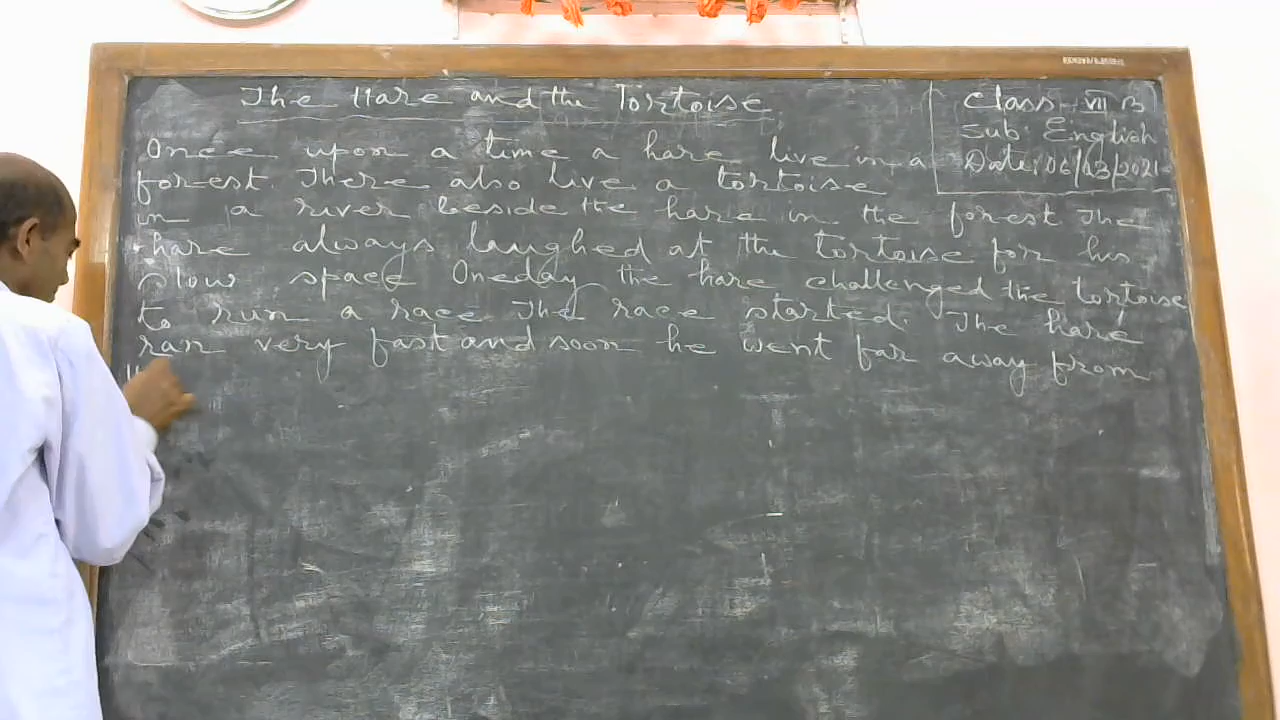 The Hare and the Tortoise
Class VII B
Sub: English
Date: 06/03/2021
Once upon a time a hare live in a
forest. There also live a tortoise
in a river beside the hare in the forest The
hare always laughed at the tortoise for his
slow space Oneday the hare challenged the tortoise
to run a race The race started. The hare
ran very fast and soon he went far away from